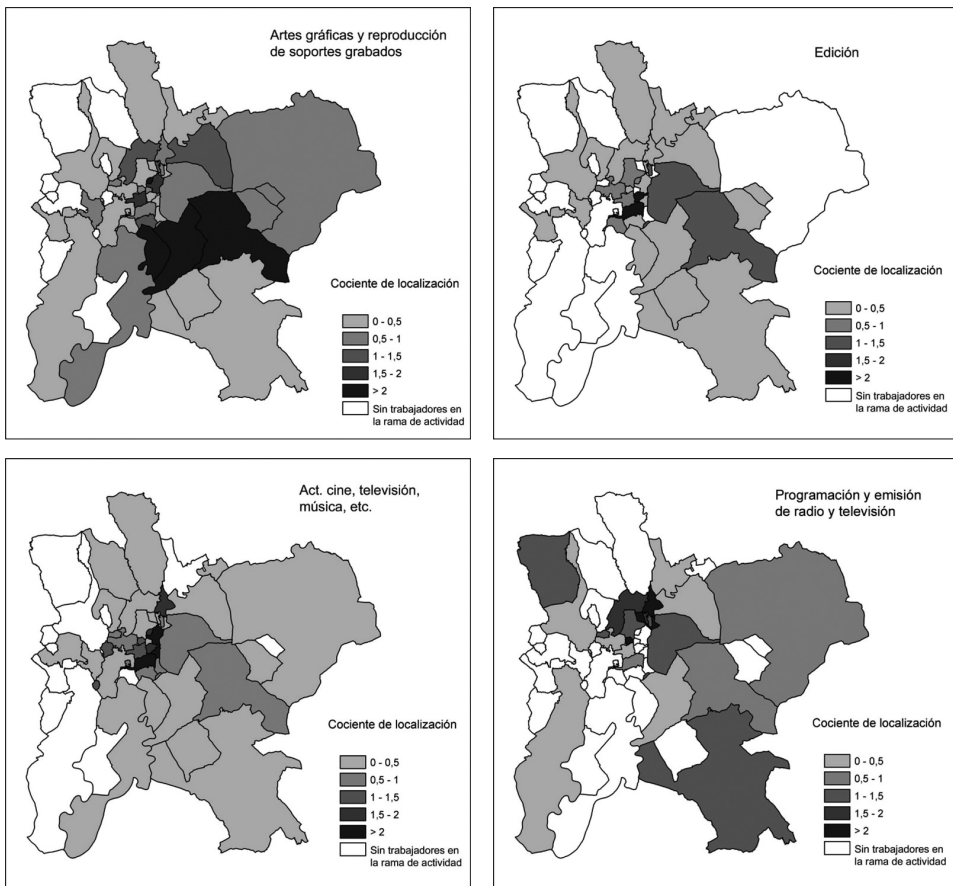 Artes gráficas y reproducción
de soportes grabados
Cociente de localización
0 - 0,5
0,5 - 1
1 - 1,5
1,5 - 2
> 2
Sin trabajadores en
la rama de actividad
Edición
Cociente de localización
0 - 0,5
0,5 - 1
1 - 1,5
1,5 - 2
> 2
Sin trabajadores en
la rama de actividad
Act. cine, televisión,
música, etc.
Cociente de localización
0 - 0,5
0,5 - 1
1 - 1,5
1,5 - 2
> 2
Sin trabajadores en
la rama de actividad
Programación y emisión
de radio y televisión
Cociente de localización
0 - 0,5
0,5 - 1
1 - 1,5
1,5 - 2
> 2
Sin trabajadores en
la rama de actividad